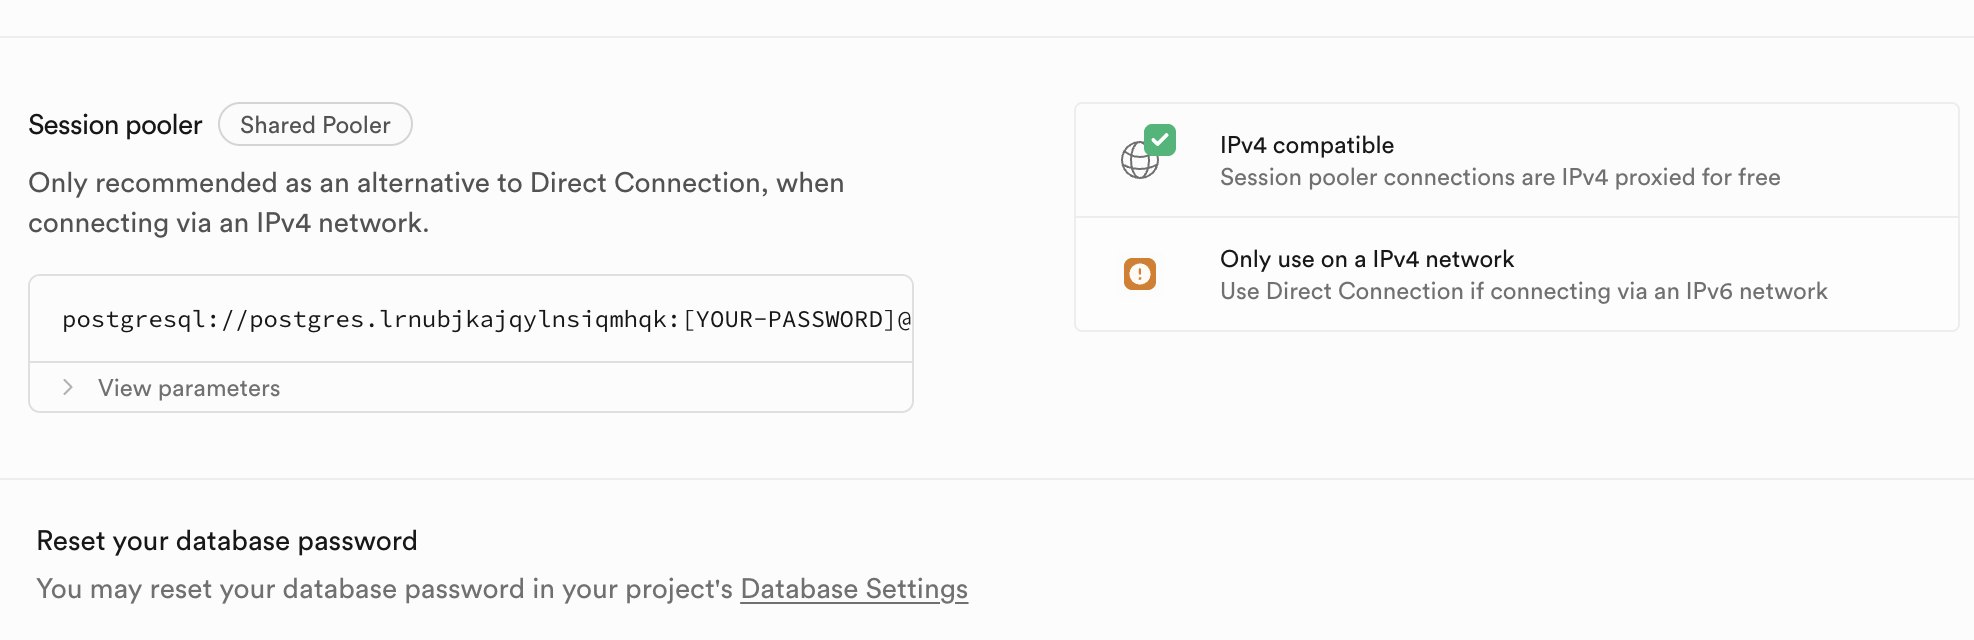 Session pooler Shared Pooler
Only recommended as an alternative to Direct Connection, when
connecting via an IPv4 network.
postgresql://postgres.lrnubjkajqylnsiqmhqk:[YOUR-PASSWORD]@
View parameters
IPv4 compatible
Session pooler connections are IPv4 proxied for free
Only use on a IPv4 network
Use Direct Connection if connecting via an IPv6 network
Reset your database password
You may reset your database password in your project's Database Settings